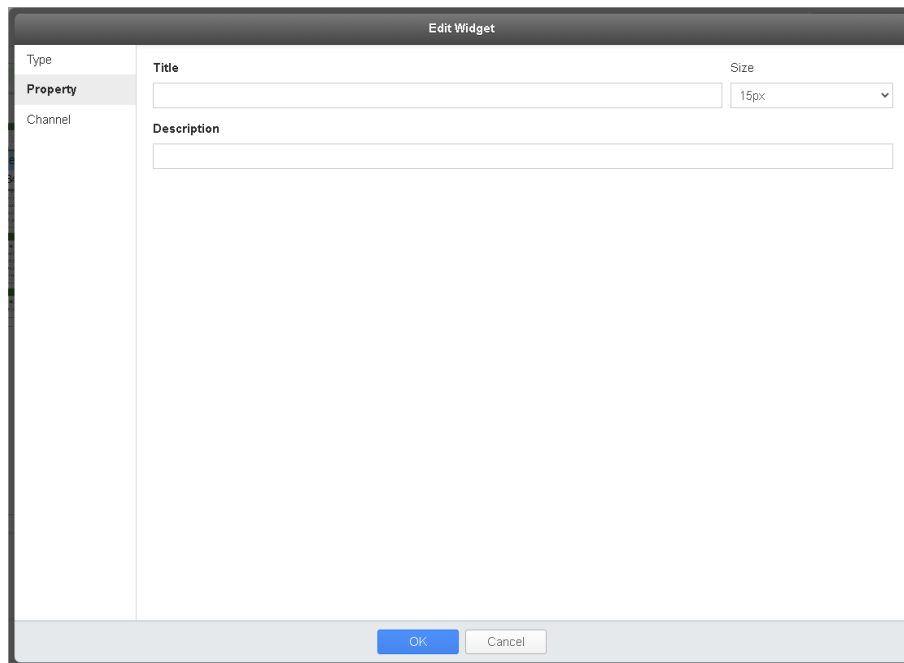 Edit Widget
Type
Property
Channel
Title
Size
15px
Description
OK
Cancel